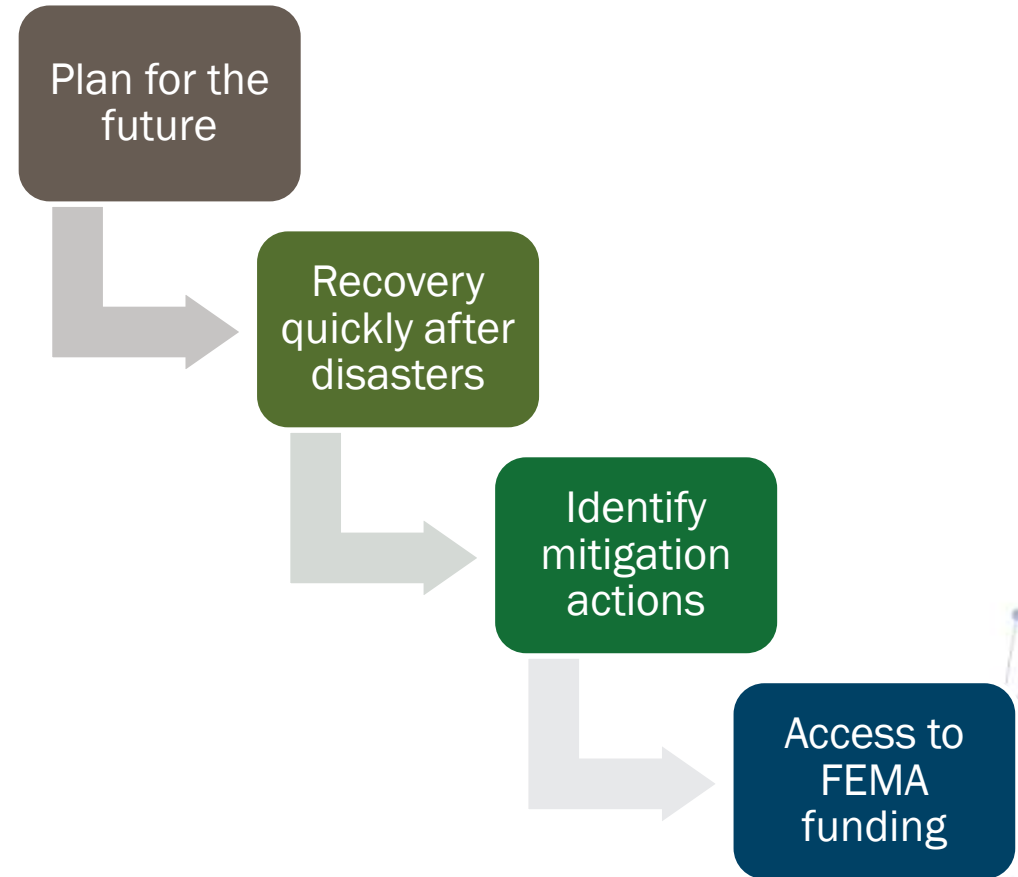 Plan for the
future
Recovery
quickly after
disasters
Identify
mitigation
actions
Access to
FEMA
funding